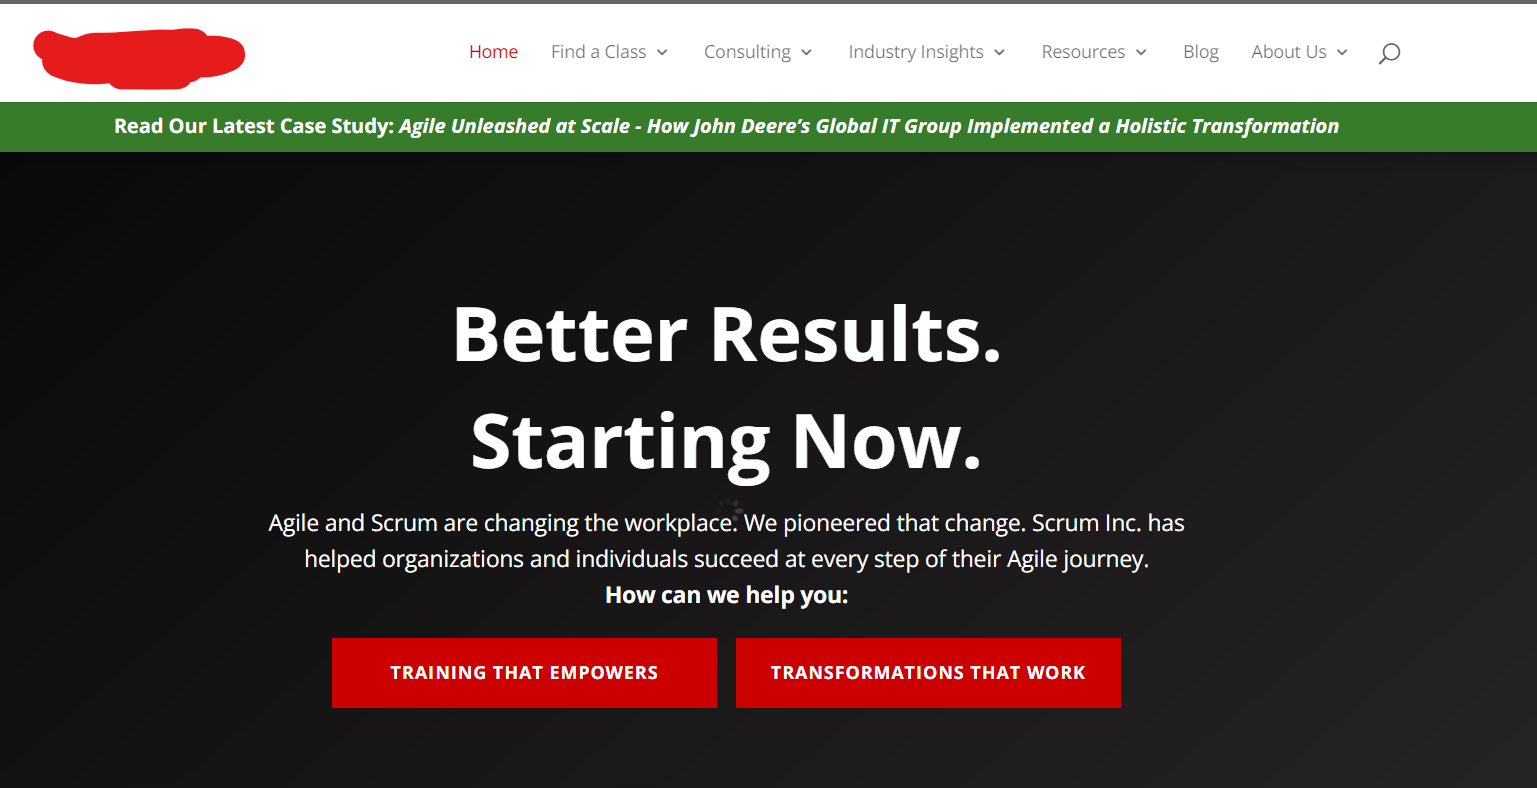 Home Find a Class Consulting Industry Insights Resources Blog About Us
Read Our Latest Case Study: Agile Unleashed at Scale - How John Deere’s Global IT Group Implemented a Holistic Transformation
Better Results.
Starting Now.
Agile and Scrum are changing the workplace. We pioneered that change. Scrum Inc. has
helped organizations and individuals succeed at every step of their Agile journey.
How can we help you:
TRAINING THAT EMPOWERS TRANSFORMATIONS THAT WORK